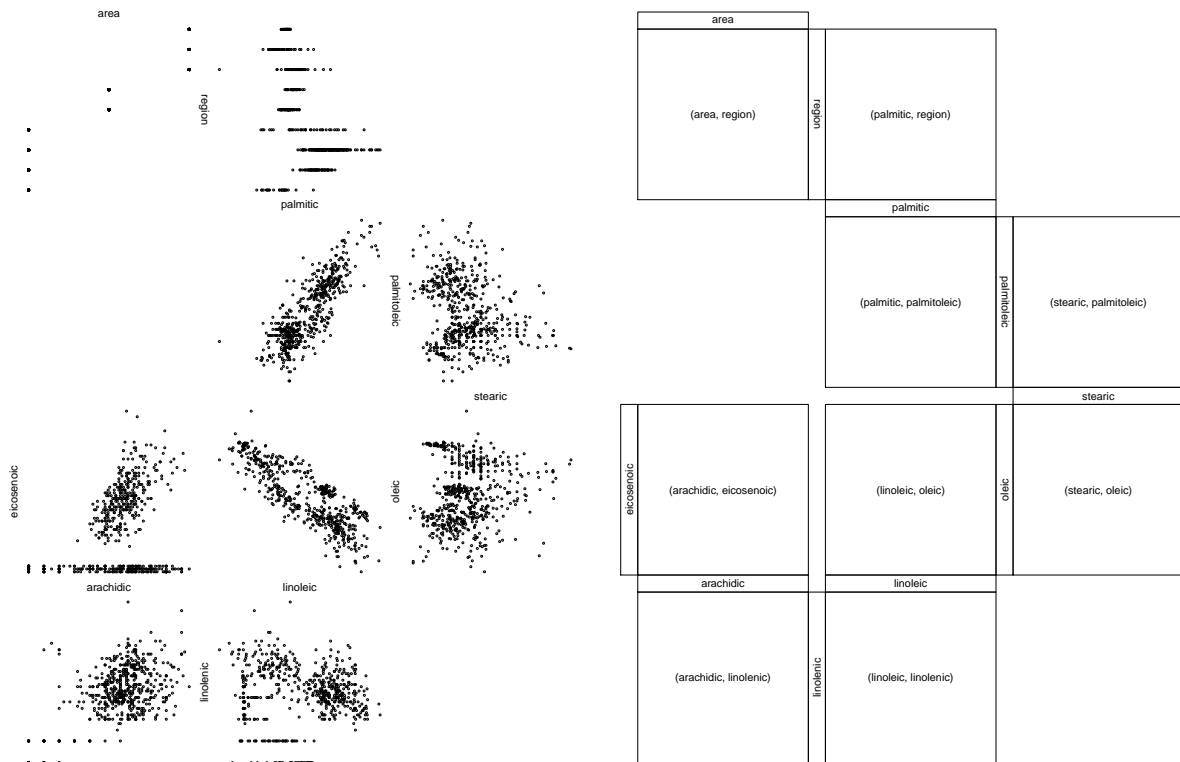 area
region
palmitic
palmitoleic
stearic
eicosenoic
oleic
arachidic
linoleic
linolenic
area
(area, region)
region
(palmitic, region)
palmitic
(palmitic, palmitoleic)
palmitoleic
(stearic, palmitoleic)
stearic
eicosenoic
(arachidic, eicosenoic)
(linoleic, oleic)
oleic
(stearic, oleic)
arachidic
linoleic
(arachidic, linolenic)
linolenic
(linoleic, linolenic)